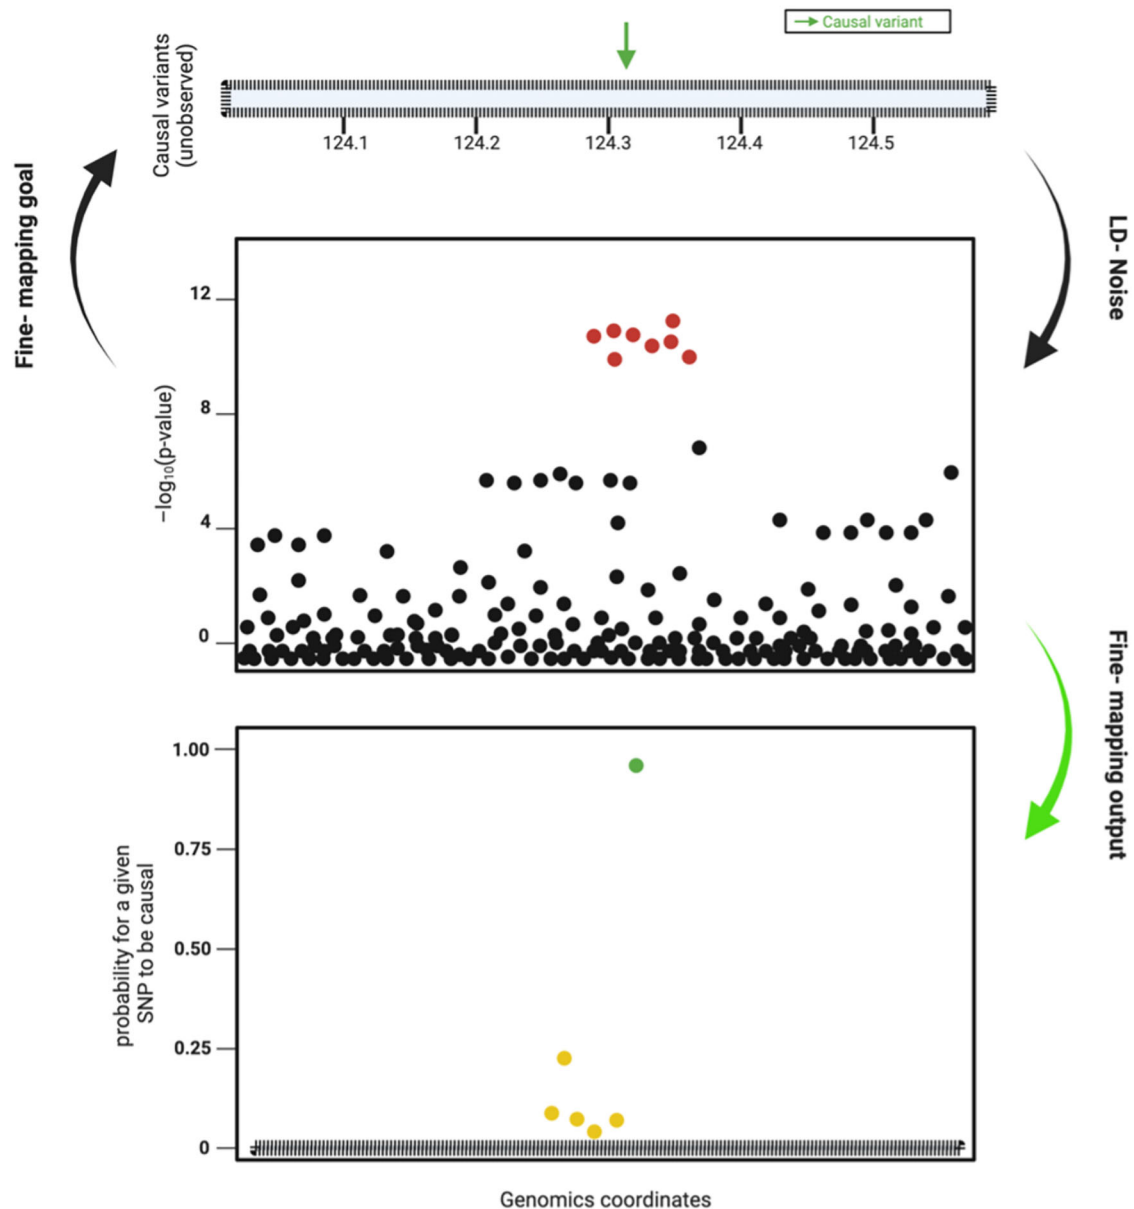 Causal variant
Causal variants
(unobserved)
124.1 124.2 124.3 124.4 124.5
Fine- mapping goal
LD- Noise
12
8
4
0
−log₁₀(p-value)
Fine- mapping output
1.00
0.75
0.50
0.25
0
probability for a given
SNP to be causal
Genomics coordinates